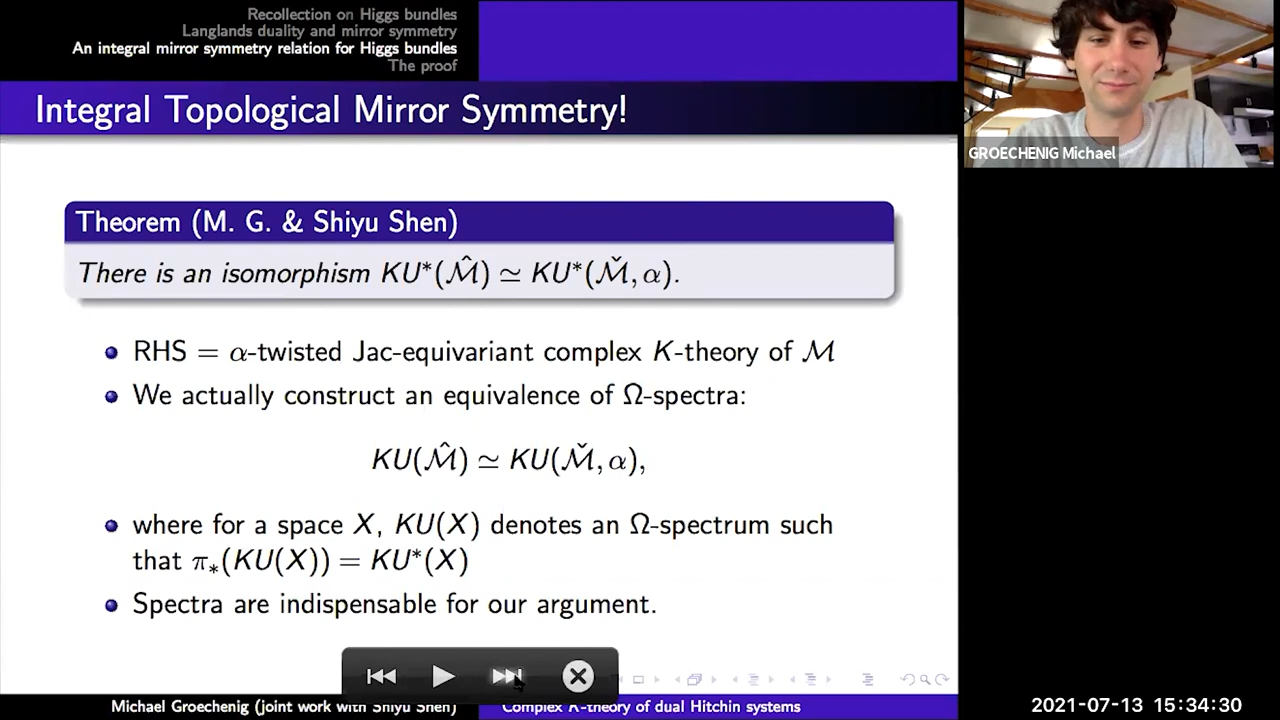 Recollection on Higgs bundles
Langlands duality and mirror symmetry
An integral mirror symmetry relation for Higgs bundles
The proof
Integral Topological Mirror Symmetry!
GROECHENIG Michael
Theorem (M. G. & Shiyu Shen)
There is an isomorphism KU*(M̂) ≃ KU*(M̌, α).
RHS = α-twisted Jac-equivariant complex K-theory of M
We actually construct an equivalence of Ω-spectra:
KU(M̂) ≃ KU(M̌, α),
where for a space X, KU(X) denotes an Ω-spectrum such
that π∗(KU(X)) = KU*(X)
Spectra are indispensable for our argument.
Michael Groechenig (joint work with Shiyu Shen)
Complex K-theory of dual Hitchin systems
2021-07-13 15:34:30